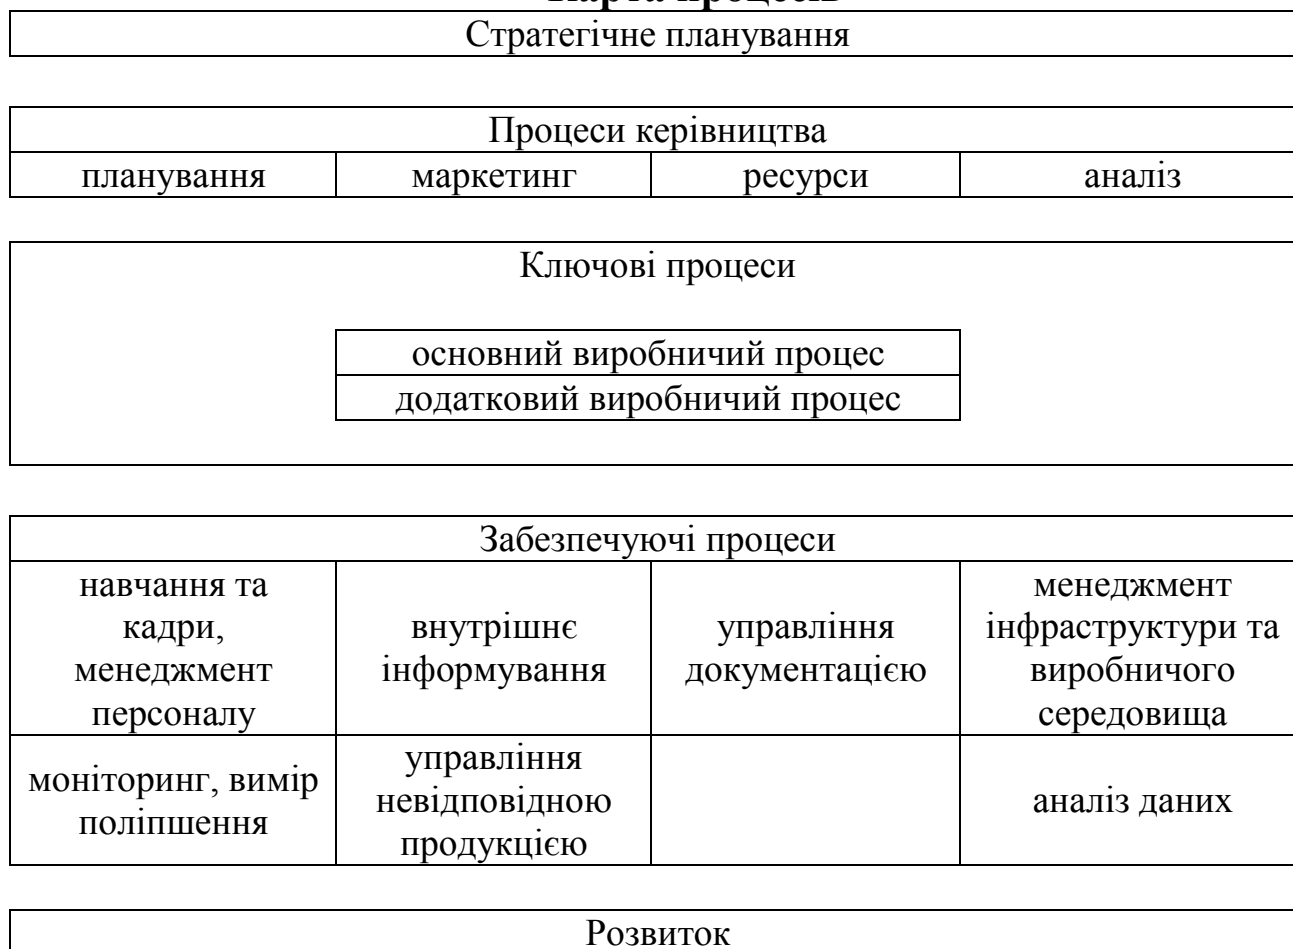 Карта процесів
Стратегічне планування
Процеси керівництва
планування маркетинг ресурси аналіз
Ключові процеси
основний виробничий процес
додатковий виробничий процес
Забезпечуючі процеси
навчання та
кадри,
менеджмент
персоналу
внутрішнє
інформування
управління
документацією
менеджмент
інфраструктури та
виробничого
середовища
моніторинг, вимір
поліпшення
управління
невідповідною
продукцією
аналіз даних
Розвиток